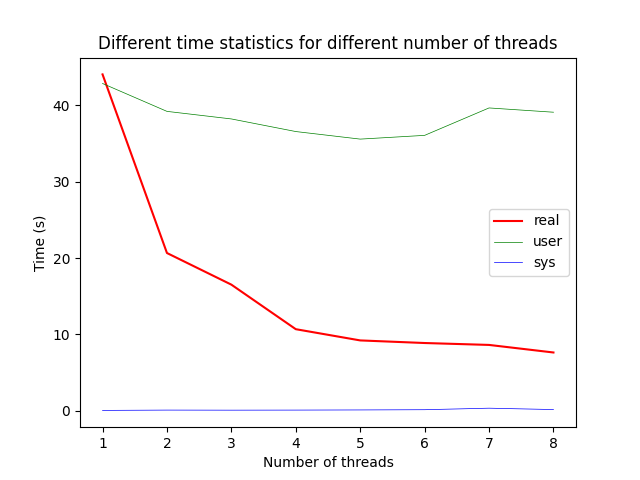 Different time statistics for different number of threads
40
30
20
10
0
Time (s)
real
user
sys
1 2 3 4 5 6 7 8
Number of threads